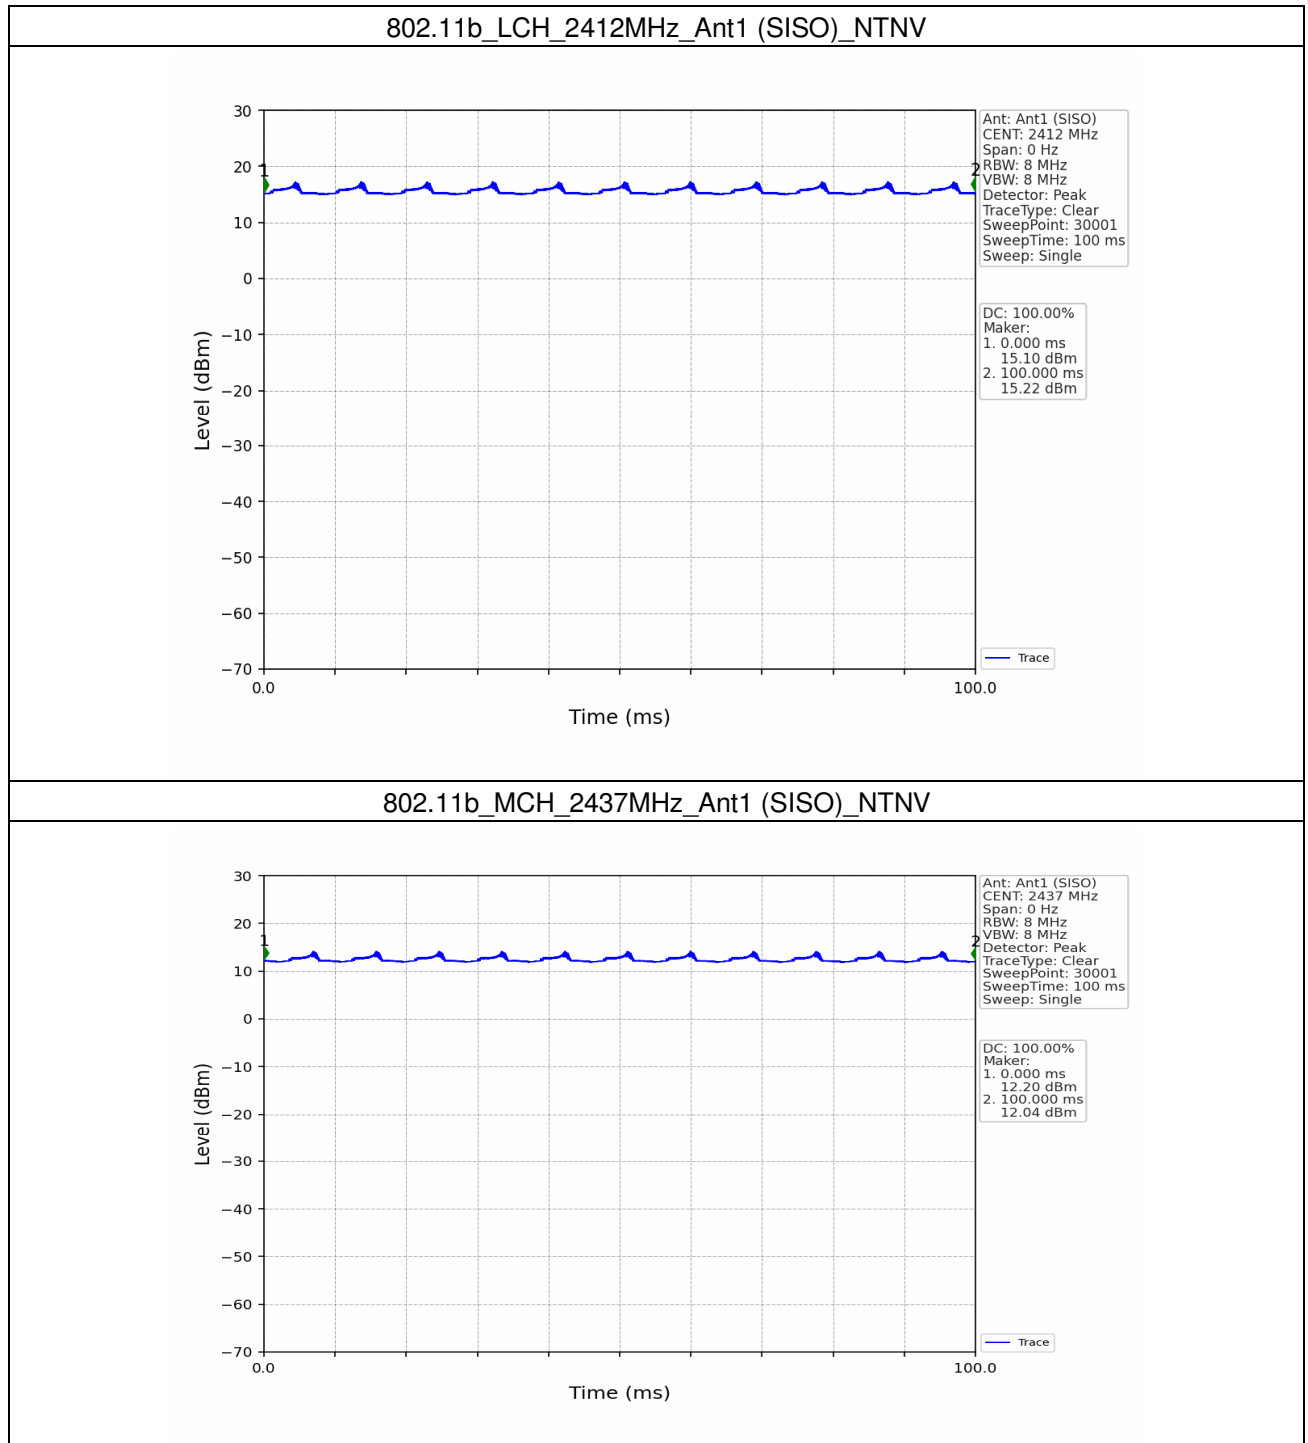 802.11b_LCH_2412MHz_Ant1 (SISO)_NTNV
30
20
10
0
−10
−20
−30
−40
−50
−60
−70
Level (dBm)
1
2
0.0
100.0
Time (ms)
Ant: Ant1 (SISO)
CENT: 2412 MHz
Span: 0 Hz
RBW: 8 MHz
VBW: 8 MHz
Detector: Peak
TraceType: Clear
SweepPoint: 30001
SweepTime: 100 ms
Sweep: Single
DC: 100.00%
Maker:
1. 0.000 ms
15.10 dBm
2. 100.000 ms
15.22 dBm
Trace
802.11b_MCH_2437MHz_Ant1 (SISO)_NTNV
30
20
10
0
−10
−20
−30
−40
−50
−60
−70
Level (dBm)
1
2
0.0
100.0
Time (ms)
Ant: Ant1 (SISO)
CENT: 2437 MHz
Span: 0 Hz
RBW: 8 MHz
VBW: 8 MHz
Detector: Peak
TraceType: Clear
SweepPoint: 30001
SweepTime: 100 ms
Sweep: Single
DC: 100.00%
Maker:
1. 0.000 ms
12.20 dBm
2. 100.000 ms
12.04 dBm
Trace